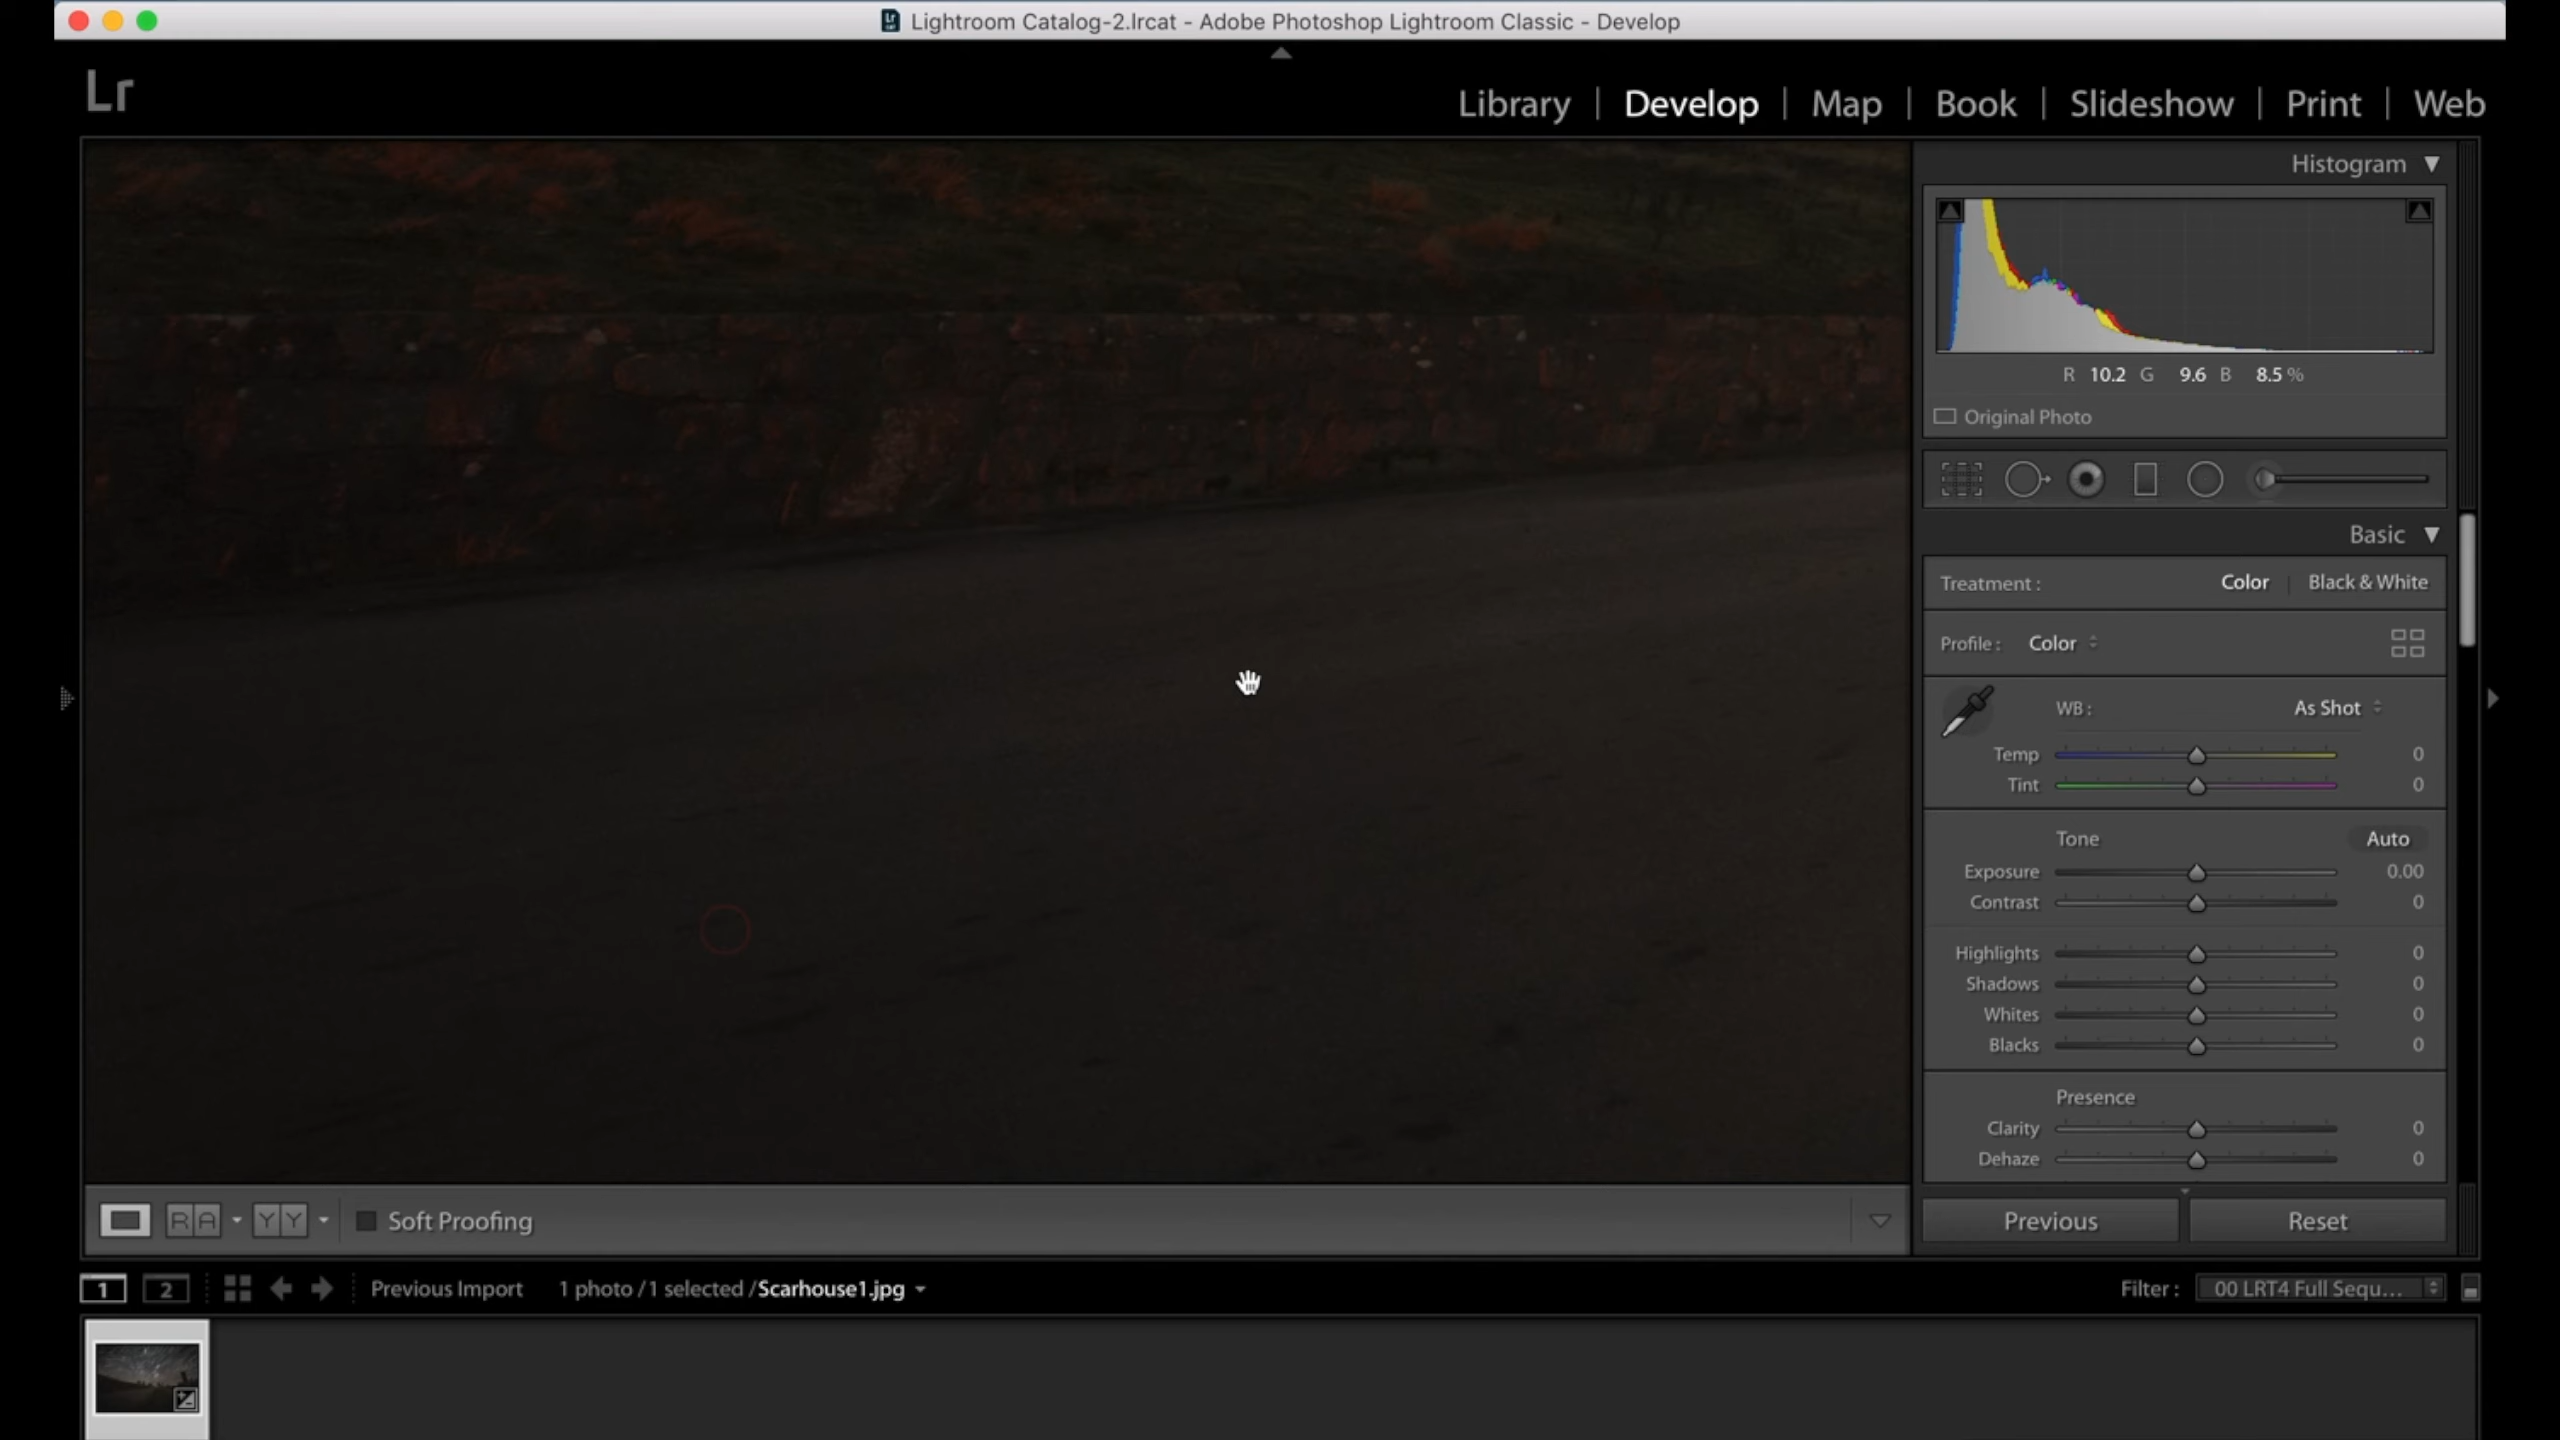 Lightroom Catalog-2.lrcat - Adobe Photoshop Lightroom Classic - Develop
Lr
Library | Develop | Map | Book | Slideshow | Print | Web
Histogram
R 10.2 G 9.6 B 8.5 %
Original Photo
Basic
Treatment : Color | Black & White
Profile : Color
WB : As Shot
Temp 0
Tint 0
Tone Auto
Exposure 0.00
Contrast 0
Highlights 0
Shadows 0
Whites 0
Blacks 0
Presence
Clarity 0
Dehaze 0
R A Y Y Soft Proofing
Previous Reset
1 2 Previous Import 1 photo / 1 selected / Scarhouse1.jpg
Filter : 00 LRT4 Full Sequ...